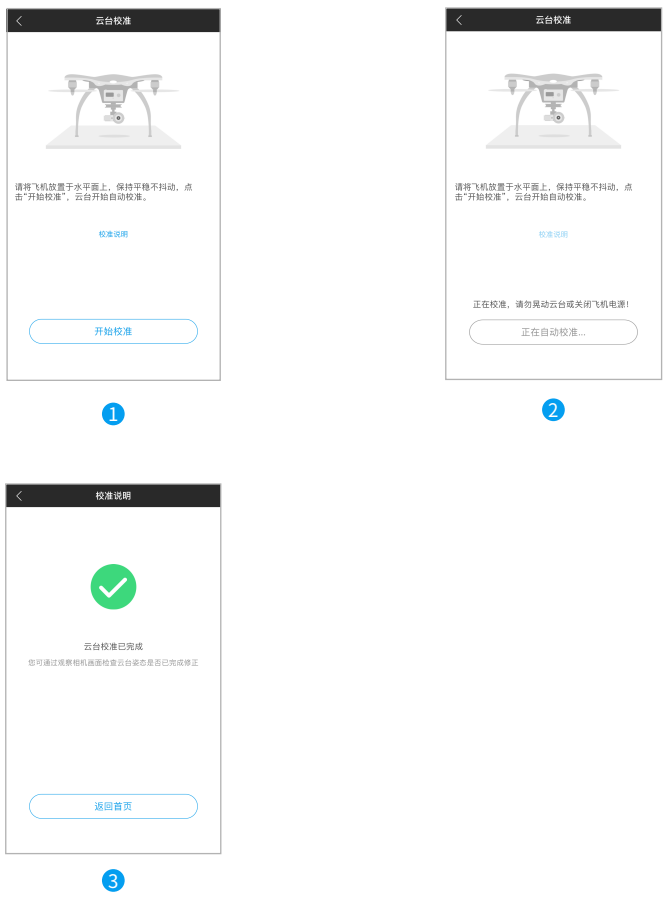 云台校准
请将飞机放置于水平面上，保持平稳不抖动，点
击“开始校准”，云台开始自动校准。
校准说明
开始校准
1
云台校准
请将飞机放置于水平面上，保持平稳不抖动，点
击“开始校准”，云台开始自动校准。
校准说明
正在校准，请勿晃动云台或关闭飞机电源！
正在自动校准...
2
校准说明
云台校准已完成
您可通过观察相机画面检查云台姿态是否已完成修正
返回首页
3